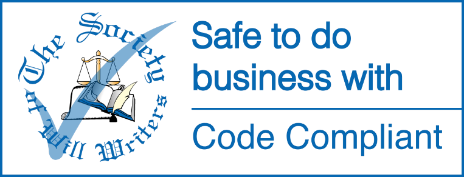 The Society
of Will Writers
Safe to do
business with
Code Compliant